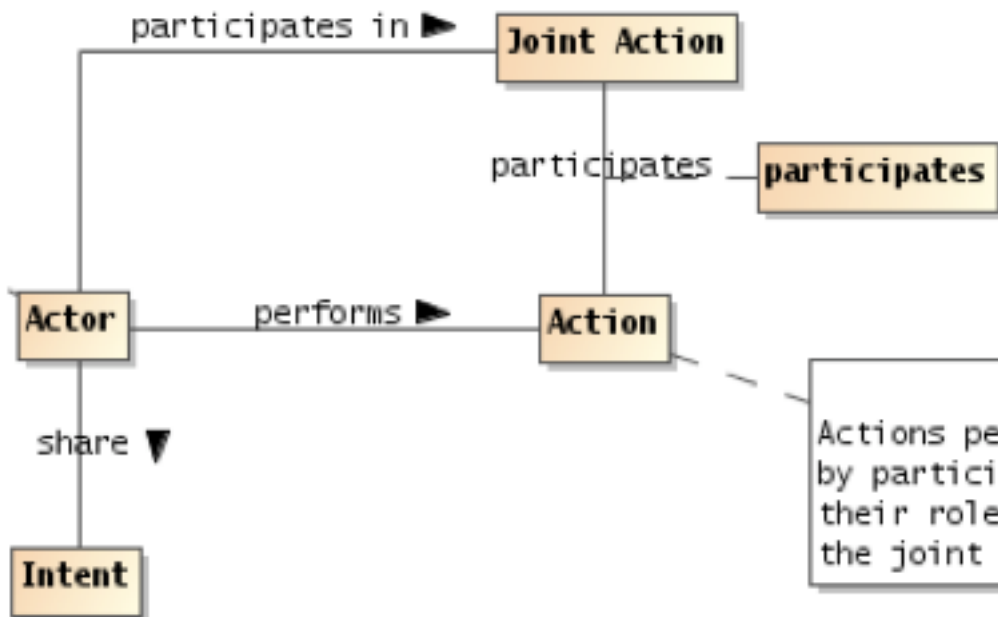 participates in
Joint Action
participates
participates
Actor
performs
Action
share
Actions pe
by partici
their role
the joint
Intent